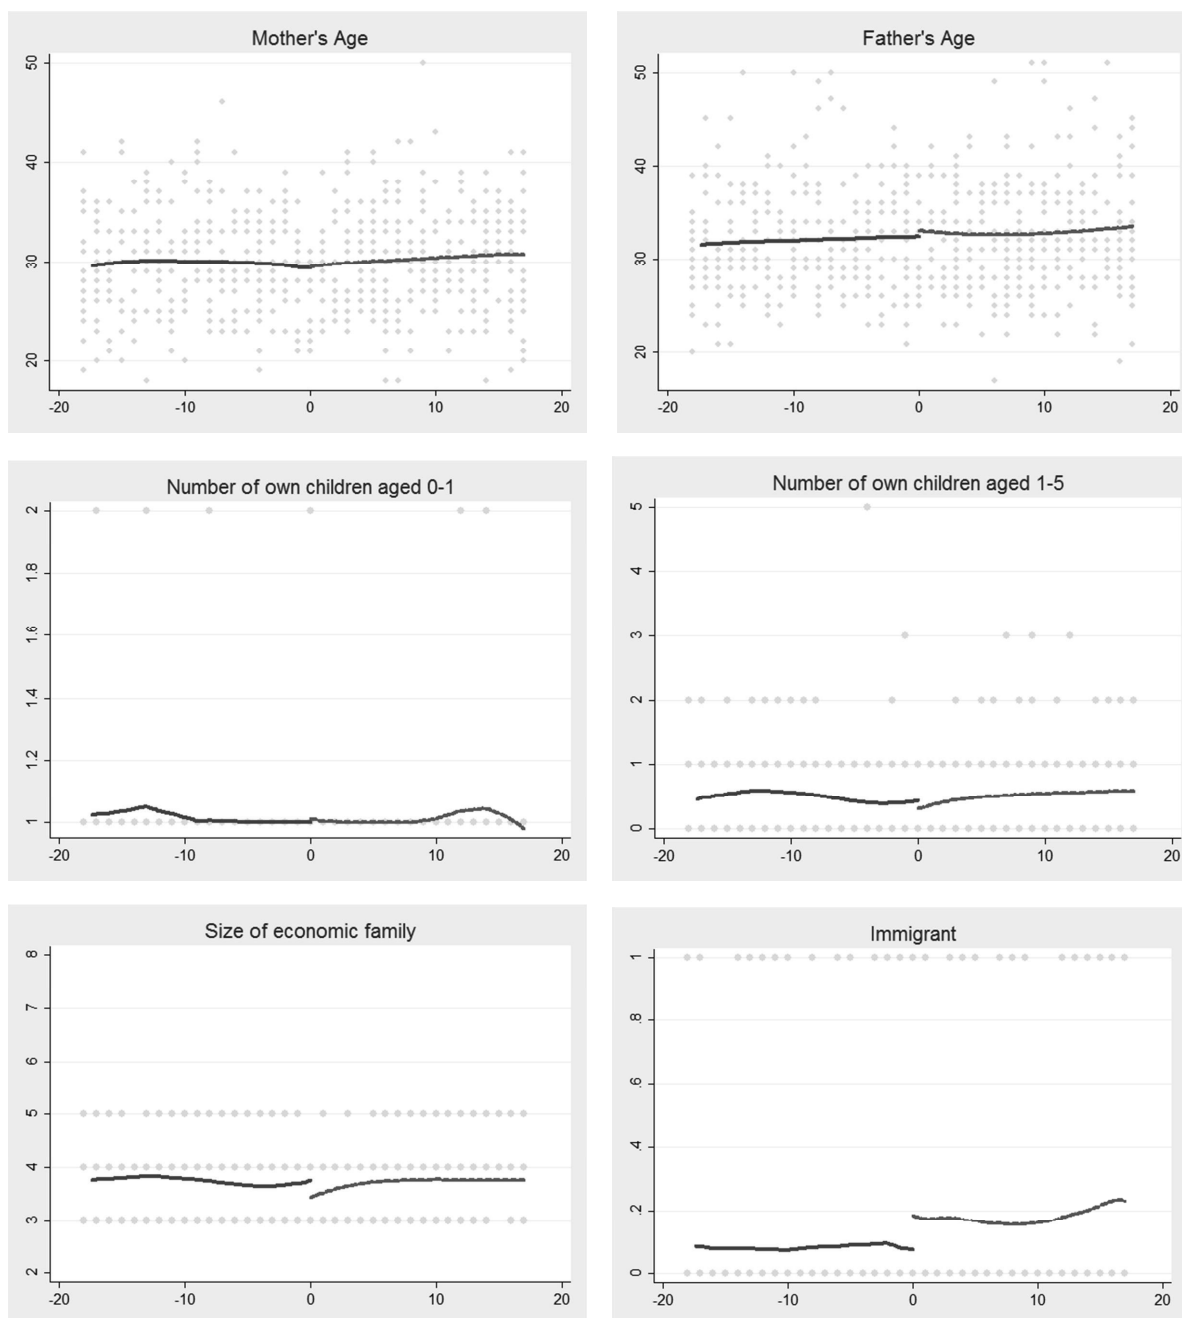 Mother's Age
50
40
30
20
-20 -10 0 10 20
Father's Age
50
40
30
20
-20 -10 0 10 20
Number of own children aged 0-1
2
1.8
1.6
1.4
1.2
1
-20 -10 0 10 20
Number of own children aged 1-5
5
4
3
2
1
0
-20 -10 0 10 20
Size of economic family
8
7
6
5
4
3
2
-20 -10 0 10 20
Immigrant
1
.8
.6
.4
.2
0
-20 -10 0 10 20